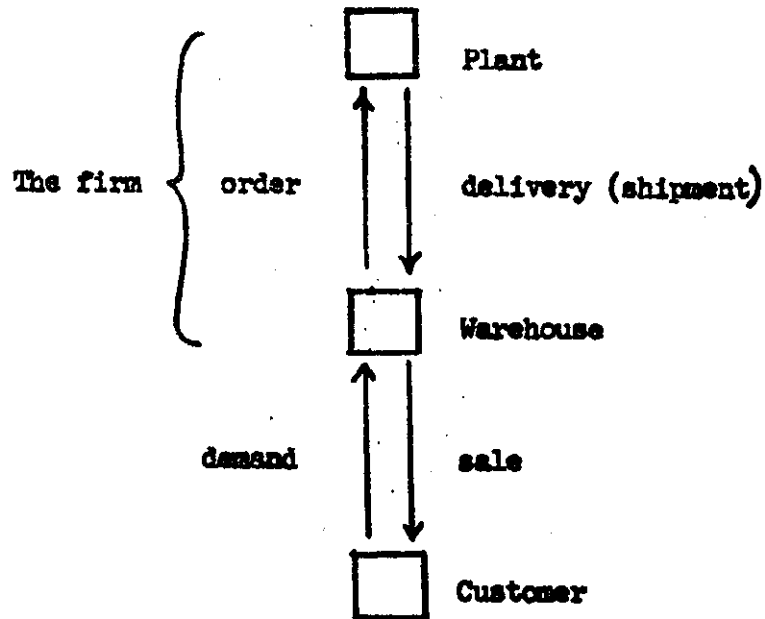 Plant
The firm order delivery (shipment)
Warehouse
demand sale
Customer